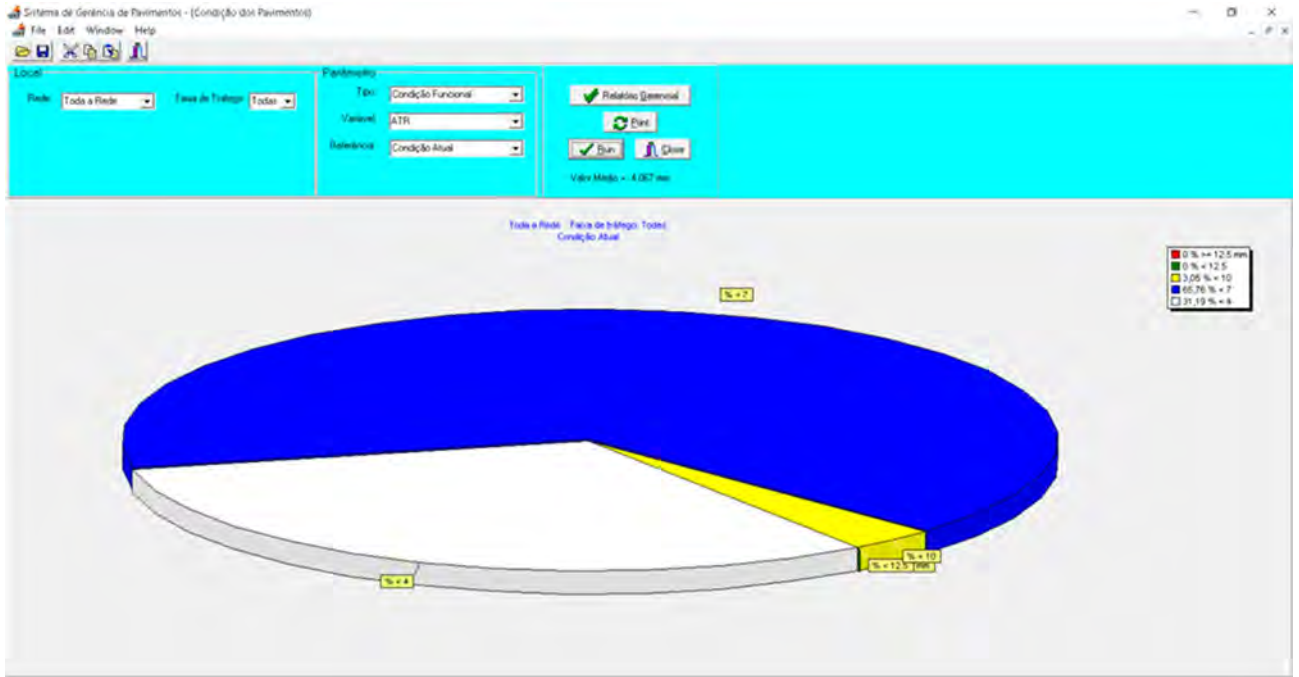 Sistema de Gerência de Pavimentos - [Condição dos Pavimentos]
File Edit Window Help
Local
Rede Toda a Rede Faixa de Tráfego Todas
Parâmetro
Tipo Condição Funcional
Variável ATR
Referência Condição Atual
Relatório Gerencial
Print
Run Close
Valor Médio = 4.067 mm
Toda a Rede Faixa de tráfego: Todas
Condição Atual
0 % >= 12.5 mm
0 % < 12.5
3,05 % < 10
65,76 % < 7
31,19 % < 4
% < 7
% < 10
% < 12.5 mm
% < 4